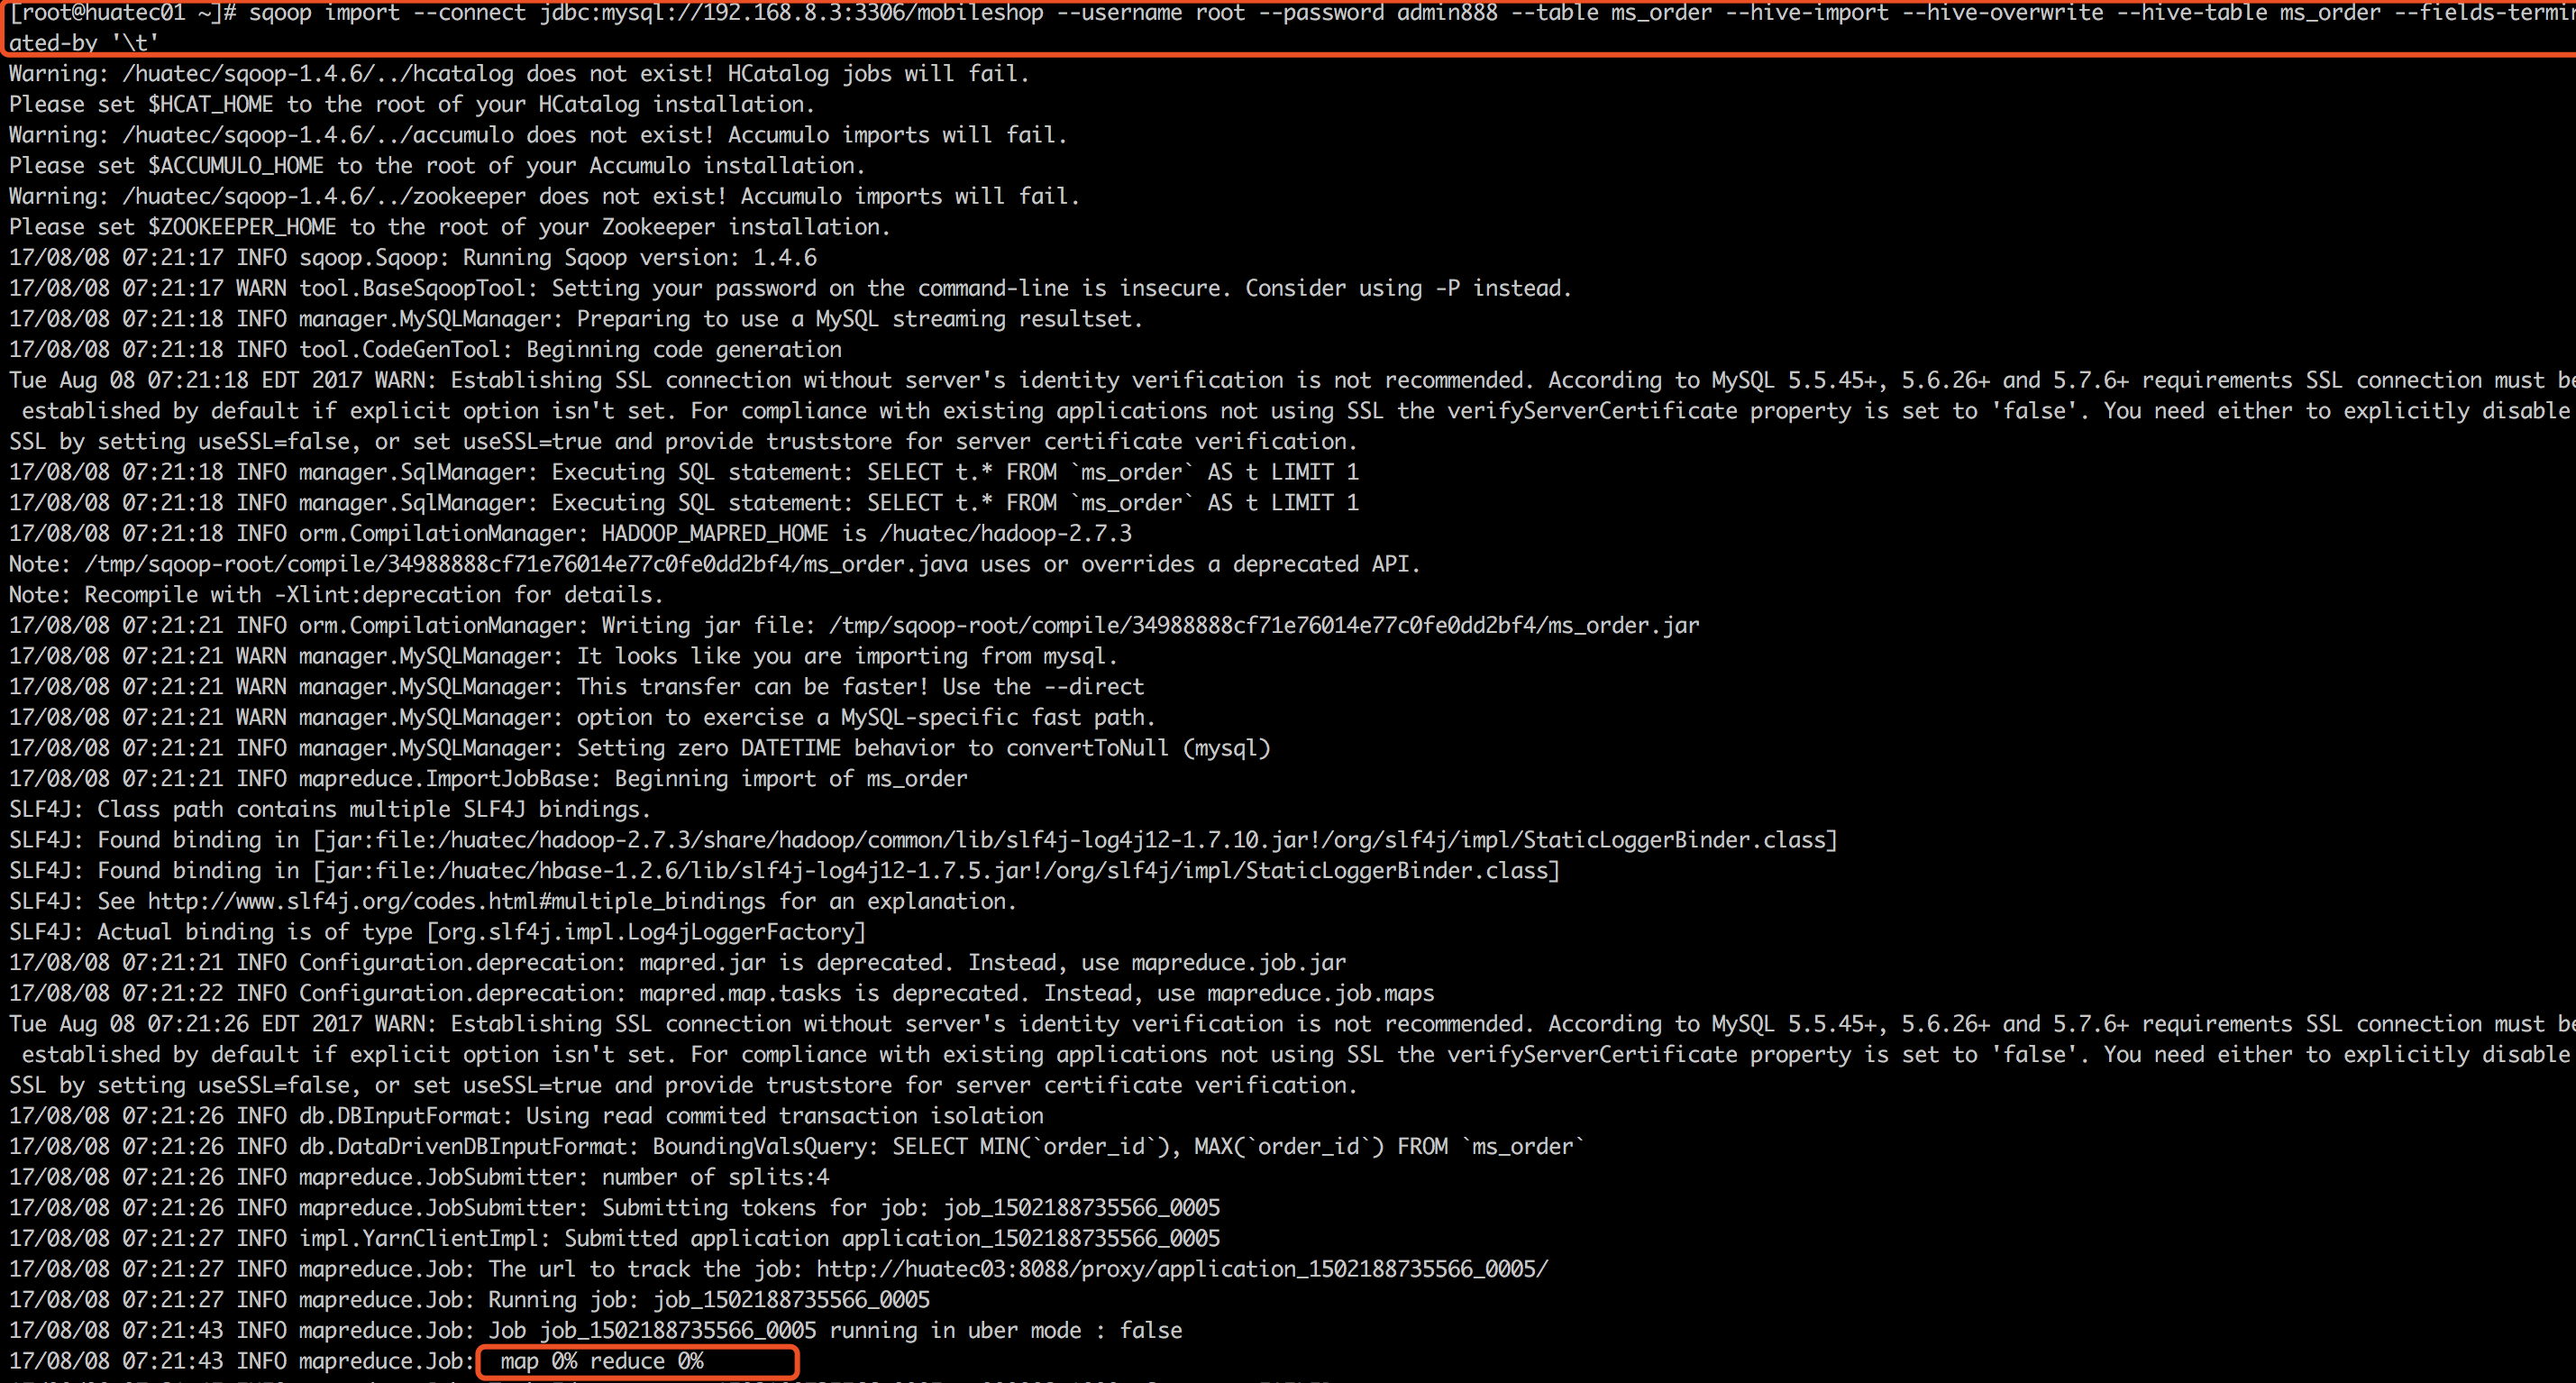 [root@huatec01 ~]# sqoop import --connect jdbc:mysql://192.168.8.3:3306/mobileshop --username root --password admin888 --table ms_order --hive-import --hive-overwrite --hive-table ms_order --fields-termin
ated-by '\t'
Warning: /huatec/sqoop-1.4.6/../hcatalog does not exist! HCatalog jobs will fail.
Please set $HCAT_HOME to the root of your HCatalog installation.
Warning: /huatec/sqoop-1.4.6/../accumulo does not exist! Accumulo imports will fail.
Please set $ACCUMULO_HOME to the root of your Accumulo installation.
Warning: /huatec/sqoop-1.4.6/../zookeeper does not exist! Accumulo imports will fail.
Please set $ZOOKEEPER_HOME to the root of your Zookeeper installation.
17/08/08 07:21:17 INFO sqoop.Sqoop: Running Sqoop version: 1.4.6
17/08/08 07:21:17 WARN tool.BaseSqoopTool: Setting your password on the command-line is insecure. Consider using -P instead.
17/08/08 07:21:18 INFO manager.MySQLManager: Preparing to use a MySQL streaming resultset.
17/08/08 07:21:18 INFO tool.CodeGenTool: Beginning code generation
Tue Aug 08 07:21:18 EDT 2017 WARN: Establishing SSL connection without server's identity verification is not recommended. According to MySQL 5.5.45+, 5.6.26+ and 5.7.6+ requirements SSL connection must be
established by default if explicit option isn't set. For compliance with existing applications not using SSL the verifyServerCertificate property is set to 'false'. You need either to explicitly disable
SSL by setting useSSL=false, or set useSSL=true and provide truststore for server certificate verification.
17/08/08 07:21:18 INFO manager.SqlManager: Executing SQL statement: SELECT t.* FROM `ms_order` AS t LIMIT 1
17/08/08 07:21:18 INFO manager.SqlManager: Executing SQL statement: SELECT t.* FROM `ms_order` AS t LIMIT 1
17/08/08 07:21:18 INFO orm.CompilationManager: HADOOP_MAPRED_HOME is /huatec/hadoop-2.7.3
Note: /tmp/sqoop-root/compile/34988888cf71e76014e77c0fe0dd2bf4/ms_order.java uses or overrides a deprecated API.
Note: Recompile with -Xlint:deprecation for details.
17/08/08 07:21:21 INFO orm.CompilationManager: Writing jar file: /tmp/sqoop-root/compile/34988888cf71e76014e77c0fe0dd2bf4/ms_order.jar
17/08/08 07:21:21 WARN manager.MySQLManager: It looks like you are importing from mysql.
17/08/08 07:21:21 WARN manager.MySQLManager: This transfer can be faster! Use the --direct
17/08/08 07:21:21 WARN manager.MySQLManager: option to exercise a MySQL-specific fast path.
17/08/08 07:21:21 INFO manager.MySQLManager: Setting zero DATETIME behavior to convertToNull (mysql)
17/08/08 07:21:21 INFO mapreduce.ImportJobBase: Beginning import of ms_order
SLF4J: Class path contains multiple SLF4J bindings.
SLF4J: Found binding in [jar:file:/huatec/hadoop-2.7.3/share/hadoop/common/lib/slf4j-log4j12-1.7.10.jar!/org/slf4j/impl/StaticLoggerBinder.class]
SLF4J: Found binding in [jar:file:/huatec/hbase-1.2.6/lib/slf4j-log4j12-1.7.5.jar!/org/slf4j/impl/StaticLoggerBinder.class]
SLF4J: See http://www.slf4j.org/codes.html#multiple_bindings for an explanation.
SLF4J: Actual binding is of type [org.slf4j.impl.Log4jLoggerFactory]
17/08/08 07:21:21 INFO Configuration.deprecation: mapred.jar is deprecated. Instead, use mapreduce.job.jar
17/08/08 07:21:22 INFO Configuration.deprecation: mapred.map.tasks is deprecated. Instead, use mapreduce.job.maps
Tue Aug 08 07:21:26 EDT 2017 WARN: Establishing SSL connection without server's identity verification is not recommended. According to MySQL 5.5.45+, 5.6.26+ and 5.7.6+ requirements SSL connection must be
established by default if explicit option isn't set. For compliance with existing applications not using SSL the verifyServerCertificate property is set to 'false'. You need either to explicitly disable
SSL by setting useSSL=false, or set useSSL=true and provide truststore for server certificate verification.
17/08/08 07:21:26 INFO db.DBInputFormat: Using read commited transaction isolation
17/08/08 07:21:26 INFO db.DataDrivenDBInputFormat: BoundingValsQuery: SELECT MIN(`order_id`), MAX(`order_id`) FROM `ms_order`
17/08/08 07:21:26 INFO mapreduce.JobSubmitter: number of splits:4
17/08/08 07:21:26 INFO mapreduce.JobSubmitter: Submitting tokens for job: job_1502188735566_0005
17/08/08 07:21:27 INFO impl.YarnClientImpl: Submitted application application_1502188735566_0005
17/08/08 07:21:27 INFO mapreduce.Job: The url to track the job: http://huatec03:8088/proxy/application_1502188735566_0005/
17/08/08 07:21:27 INFO mapreduce.Job: Running job: job_1502188735566_0005
17/08/08 07:21:43 INFO mapreduce.Job: Job job_1502188735566_0005 running in uber mode : false
17/08/08 07:21:43 INFO mapreduce.Job: map 0% reduce 0%